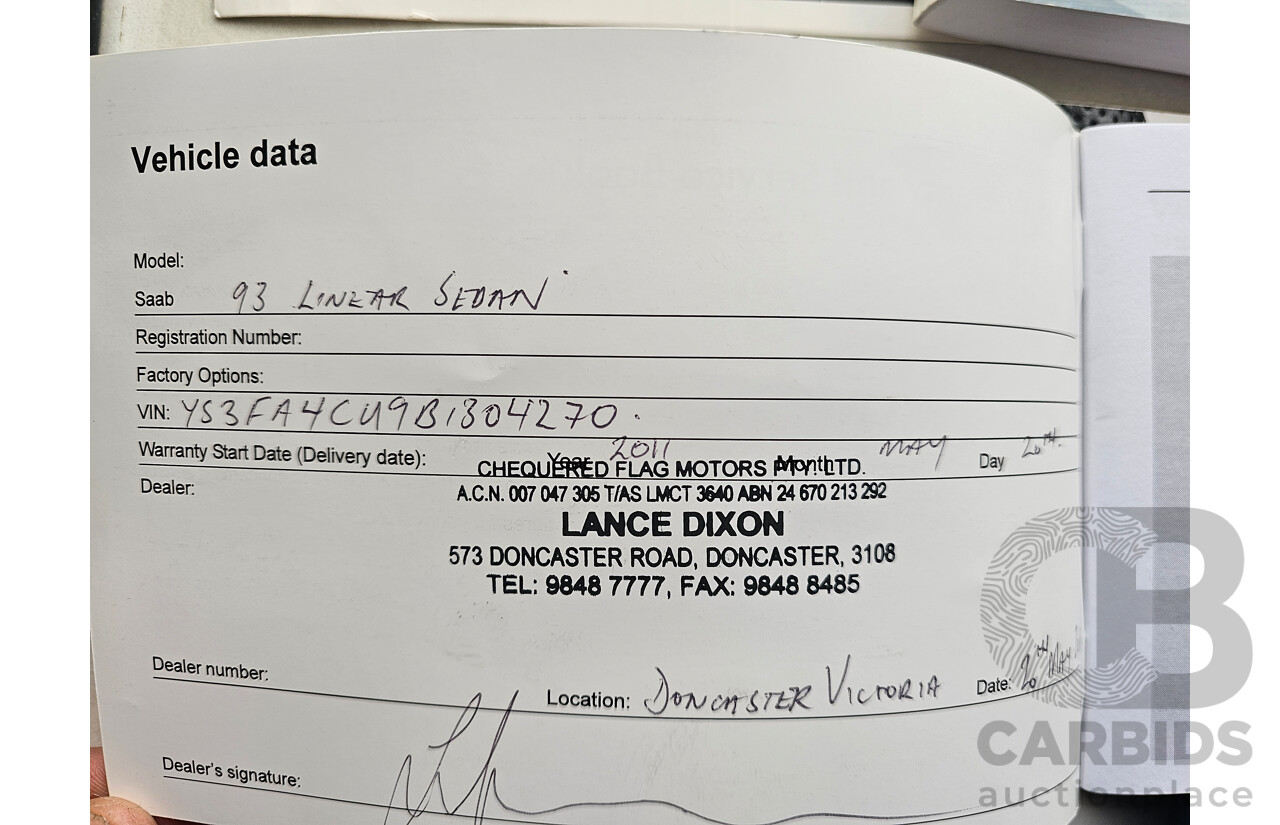 Vehicle data
Model:
Saab 93 LINEAR SEDAN
Registration Number:
Factory Options:
VIN: YS3FA4CU9B1304270.
Warranty Start Date (Delivery date): Year 2011 Month MAY Day 20TH.
CHEQUERED FLAG MOTORS PTY. LTD.
Dealer:
A.C.N. 007 047 305 T/AS LMCT 3640 ABN 24 670 213 292
LANCE DIXON
573 DONCASTER ROAD, DONCASTER, 3108
TEL: 9848 7777, FAX: 9848 8485
Dealer number:
Location: DONCASTER VICTORIA Date: 20TH MAY
Dealer's signature:
CB
CARBIDS
auctionplace